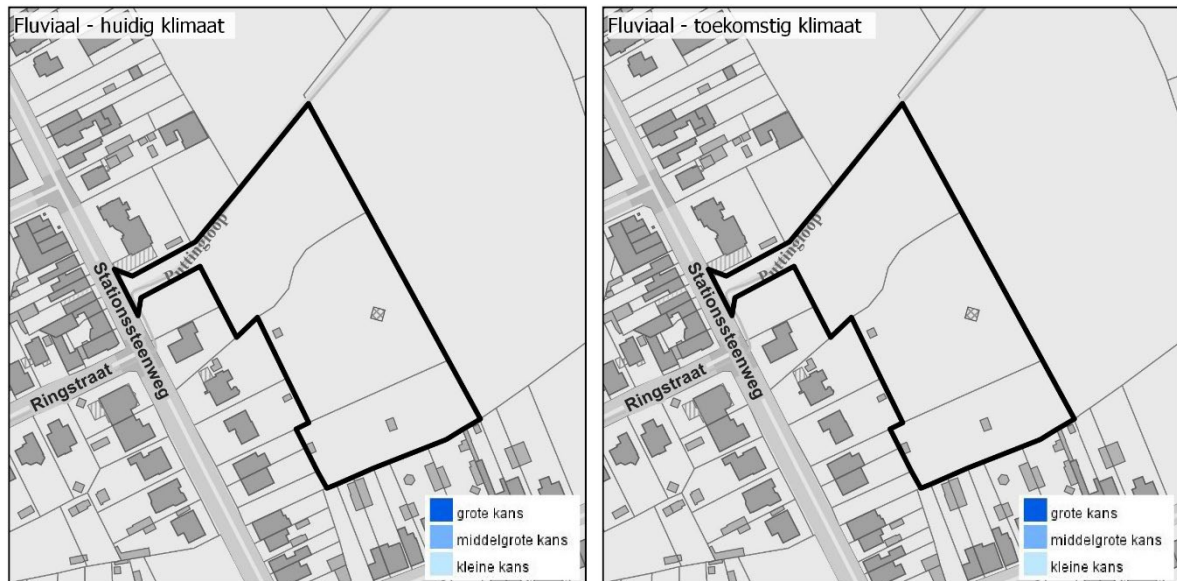 Fluviaal - huidig klimaat
Puttingloop
Stationssteenweg
Ringstraat
grote kans
middelgrote kans
kleine kans
Fluviaal - toekomstig klimaat
Puttingloop
Stationssteenweg
Ringstraat
grote kans
middelgrote kans
kleine kans